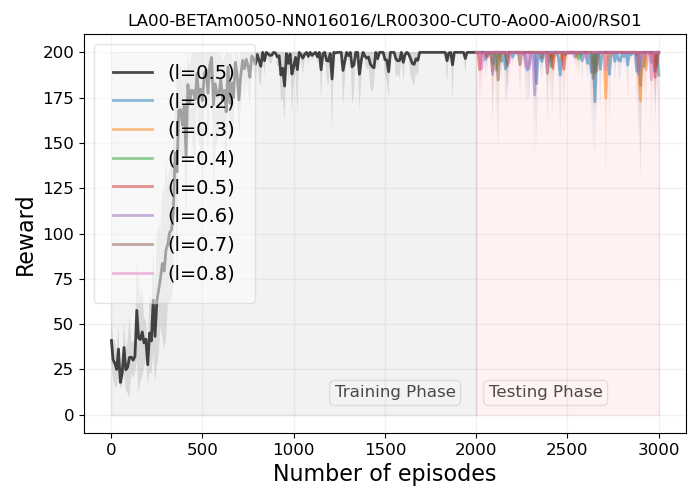 LA00-BETAm0050-NN016016/LR00300-CUT0-Ao00-Ai00/RS01
200
175
150
125
100
75
50
25
0
Reward
(l=0.5)
(l=0.2)
(l=0.3)
(l=0.4)
(l=0.5)
(l=0.6)
(l=0.7)
(l=0.8)
Training Phase
Testing Phase
0
500
1000
1500
2000
2500
3000
Number of episodes